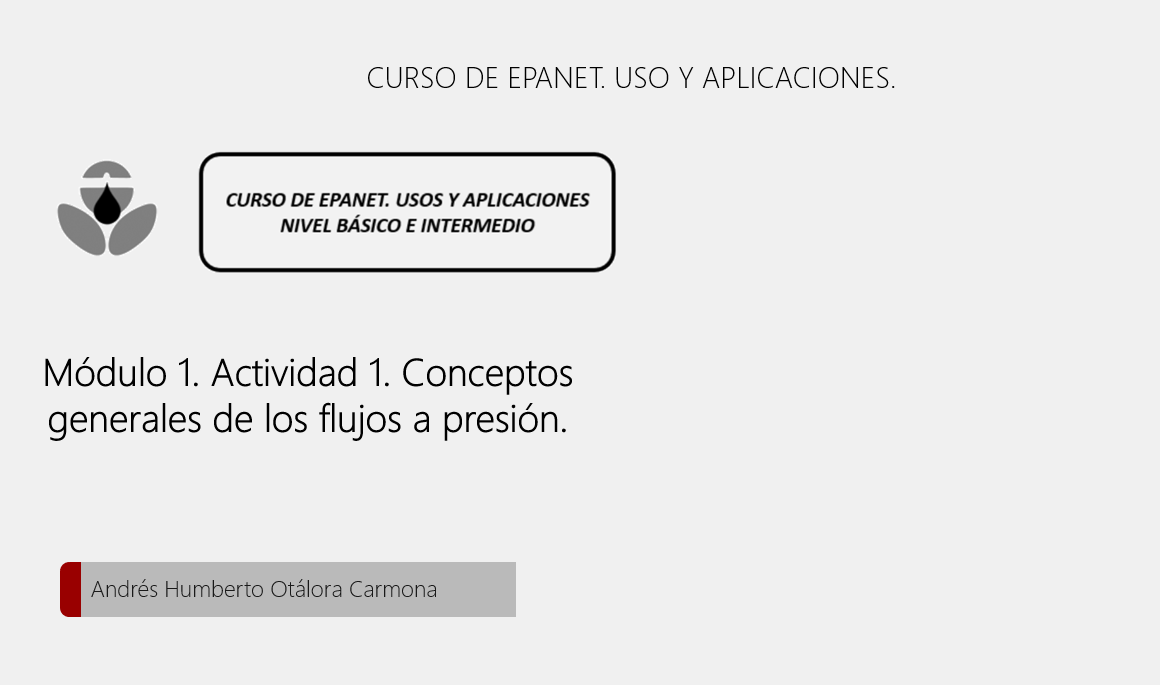 CURSO DE EPANET. USO Y APLICACIONES.
CURSO DE EPANET. USOS Y APLICACIONES
NIVEL BÁSICO E INTERMEDIO
Módulo 1. Actividad 1. Conceptos
generales de los flujos a presión.
Andrés Humberto Otálora Carmona